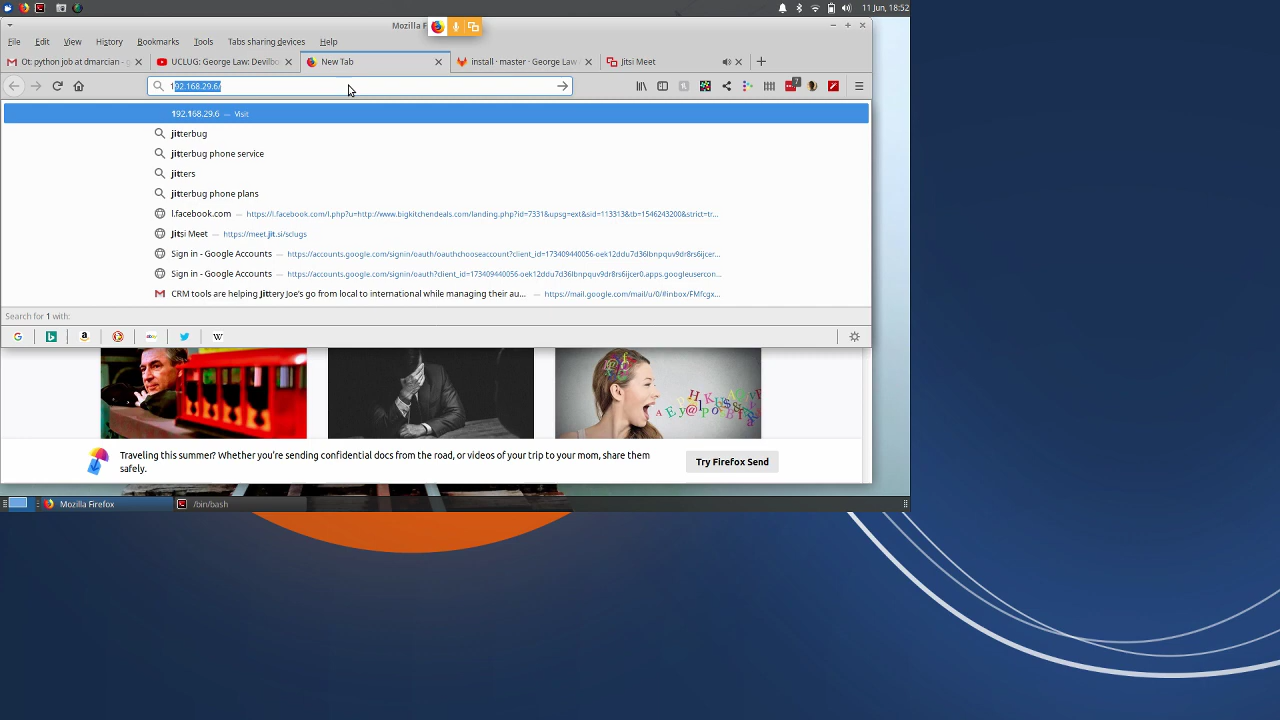 11 Jun, 18:52
Mozilla F
File Edit View History Bookmarks Tools Tabs sharing devices Help
Ot: python job at dmarcian - g
UCLUG: George Law: Devilbo
New Tab
install · master · George Law
Jitsi Meet
192.168.29.6/
192.168.29.6 — Visit
jitterbug
jitterbug phone service
jitters
jitterbug phone plans
l.facebook.com — https://l.facebook.com/l.php?u=http://www.bigkitchendeals.com/landing.php?id=7331&upsg=ext&sid=113313&tb=1546243200&strict=tr...
Jitsi Meet — https://meet.jit.si/sclugs
Sign in - Google Accounts — https://accounts.google.com/signin/oauth/oauthchooseaccount?client_id=173409440056-oek12ddu7d36lbnpquv9dr8rs6ijcer...
Sign in - Google Accounts — https://accounts.google.com/signin/oauth?client_id=173409440056-oek12ddu7d36lbnpquv9dr8rs6ijcer0.apps.googleusercon...
CRM tools are helping Jittery Joe's go from local to international while managing their au... — https://mail.google.com/mail/u/0/#inbox/FMfcgx...
Search for 1 with:
Traveling this summer? Whether you're sending confidential docs from the road, or videos of your trip to your mom, share them
safely.
Try Firefox Send
Mozilla Firefox
/bin/bash